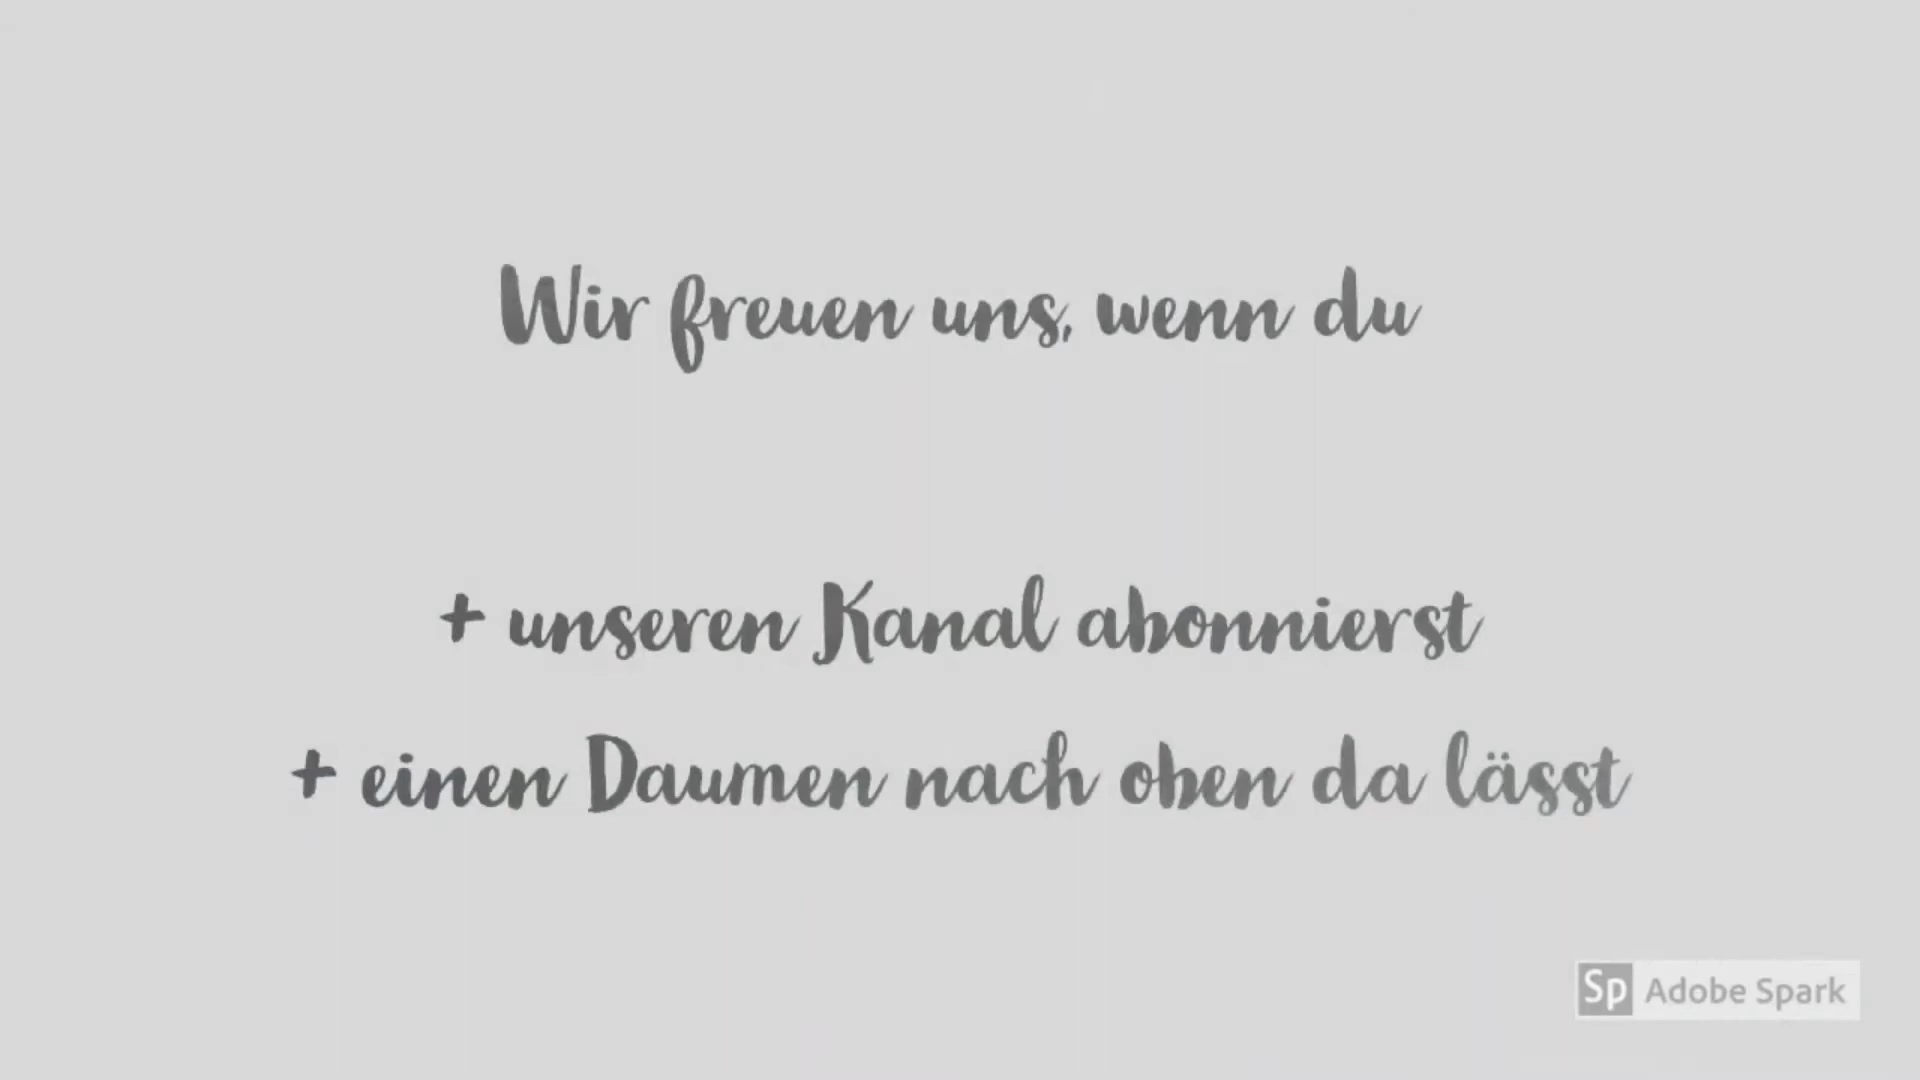 Wir freuen uns, wenn du
+ unseren Kanal abonnierst
+ einen Daumen nach oben da lässt
Sp Adobe Spark